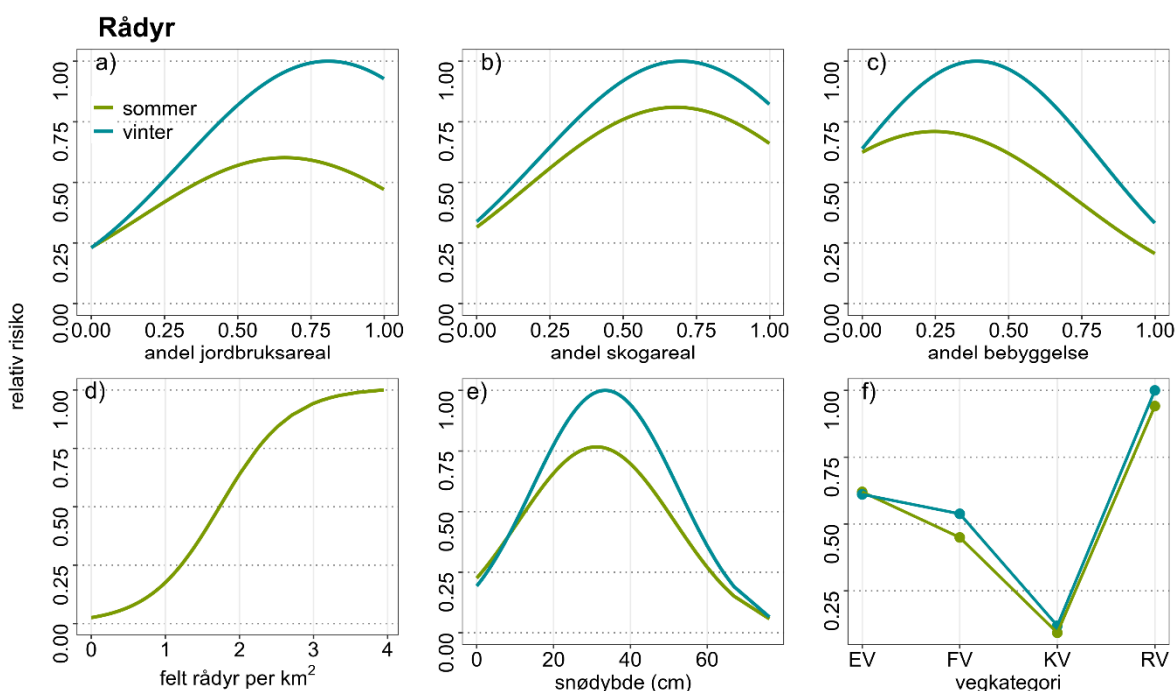 Rådyr
relativ risiko
a)
sommer
vinter
0.00 0.25 0.50 0.75 1.00
0.00 0.25 0.50 0.75 1.00
andel jordbruksareal
b)
0.00 0.25 0.50 0.75 1.00
0.00 0.25 0.50 0.75 1.00
andel skogareal
c)
0.00 0.25 0.50 0.75 1.00
0.00 0.25 0.50 0.75 1.00
andel bebyggelse
d)
0.00 0.25 0.50 0.75 1.00
0 1 2 3 4
felt rådyr per km²
e)
0.00 0.25 0.50 0.75 1.00
0 20 40 60
snødybde (cm)
f)
0.25 0.50 0.75 1.00
EV FV KV RV
vegkategori